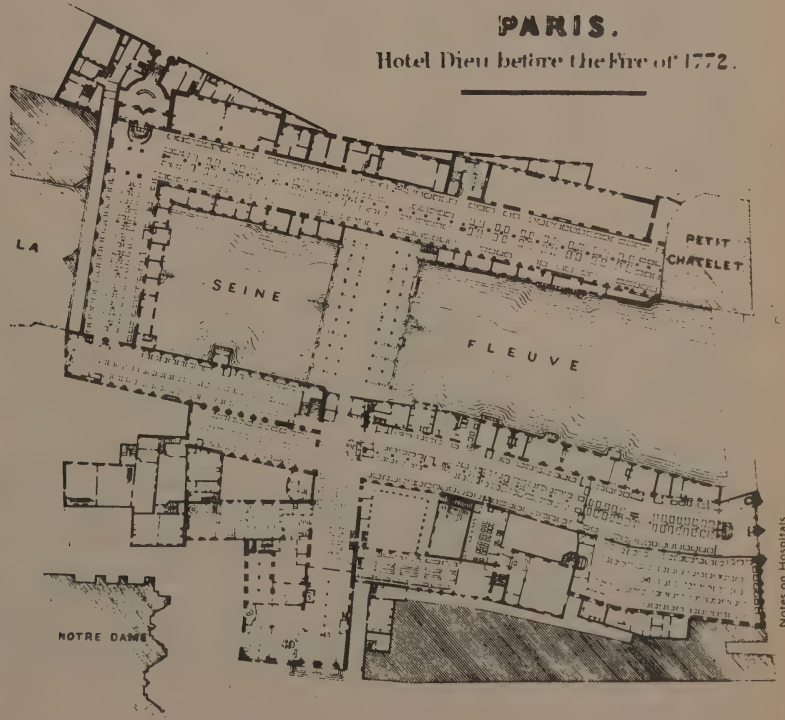 PARIS.
Hotel Dieu before the Fire of 1772.
PETIT
CHATELET
LA
SEINE
FLEUVE
NOTRE DAME
Notes on Hospitals